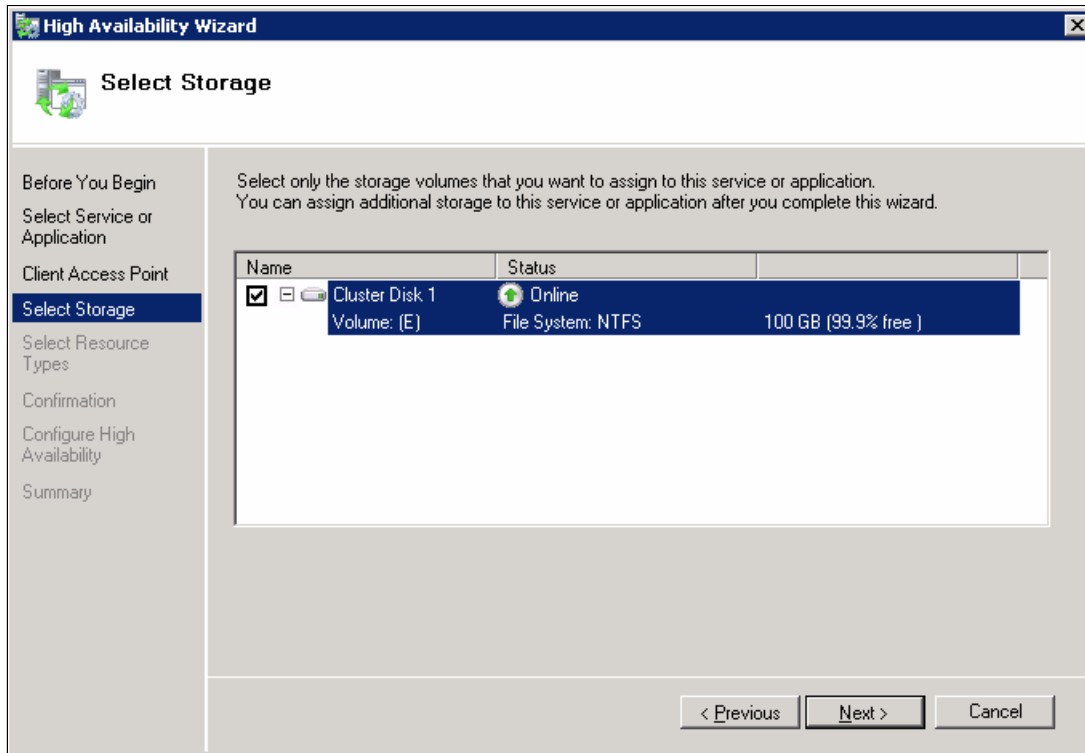 High Availability Wizard
Select Storage
Before You Begin
Select Service or
Application
Client Access Point
Select Storage
Select Resource
Types
Confirmation
Configure High
Availability
Summary
Select only the storage volumes that you want to assign to this service or application.
You can assign additional storage to this service or application after you complete this wizard.
Name Status
Cluster Disk 1 Online
Volume: (E) File System: NTFS 100 GB (99.9% free )
< Previous Next > Cancel